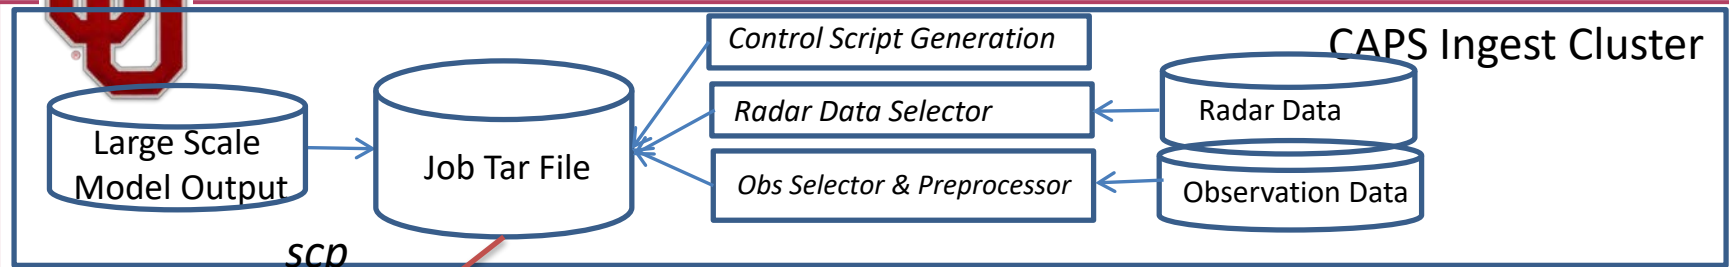 CAPS Ingest Cluster
Control Script Generation
Radar Data Selector
Radar Data
Large Scale
Model Output
Job Tar File
Obs Selector & Preprocessor
Observation Data
scp